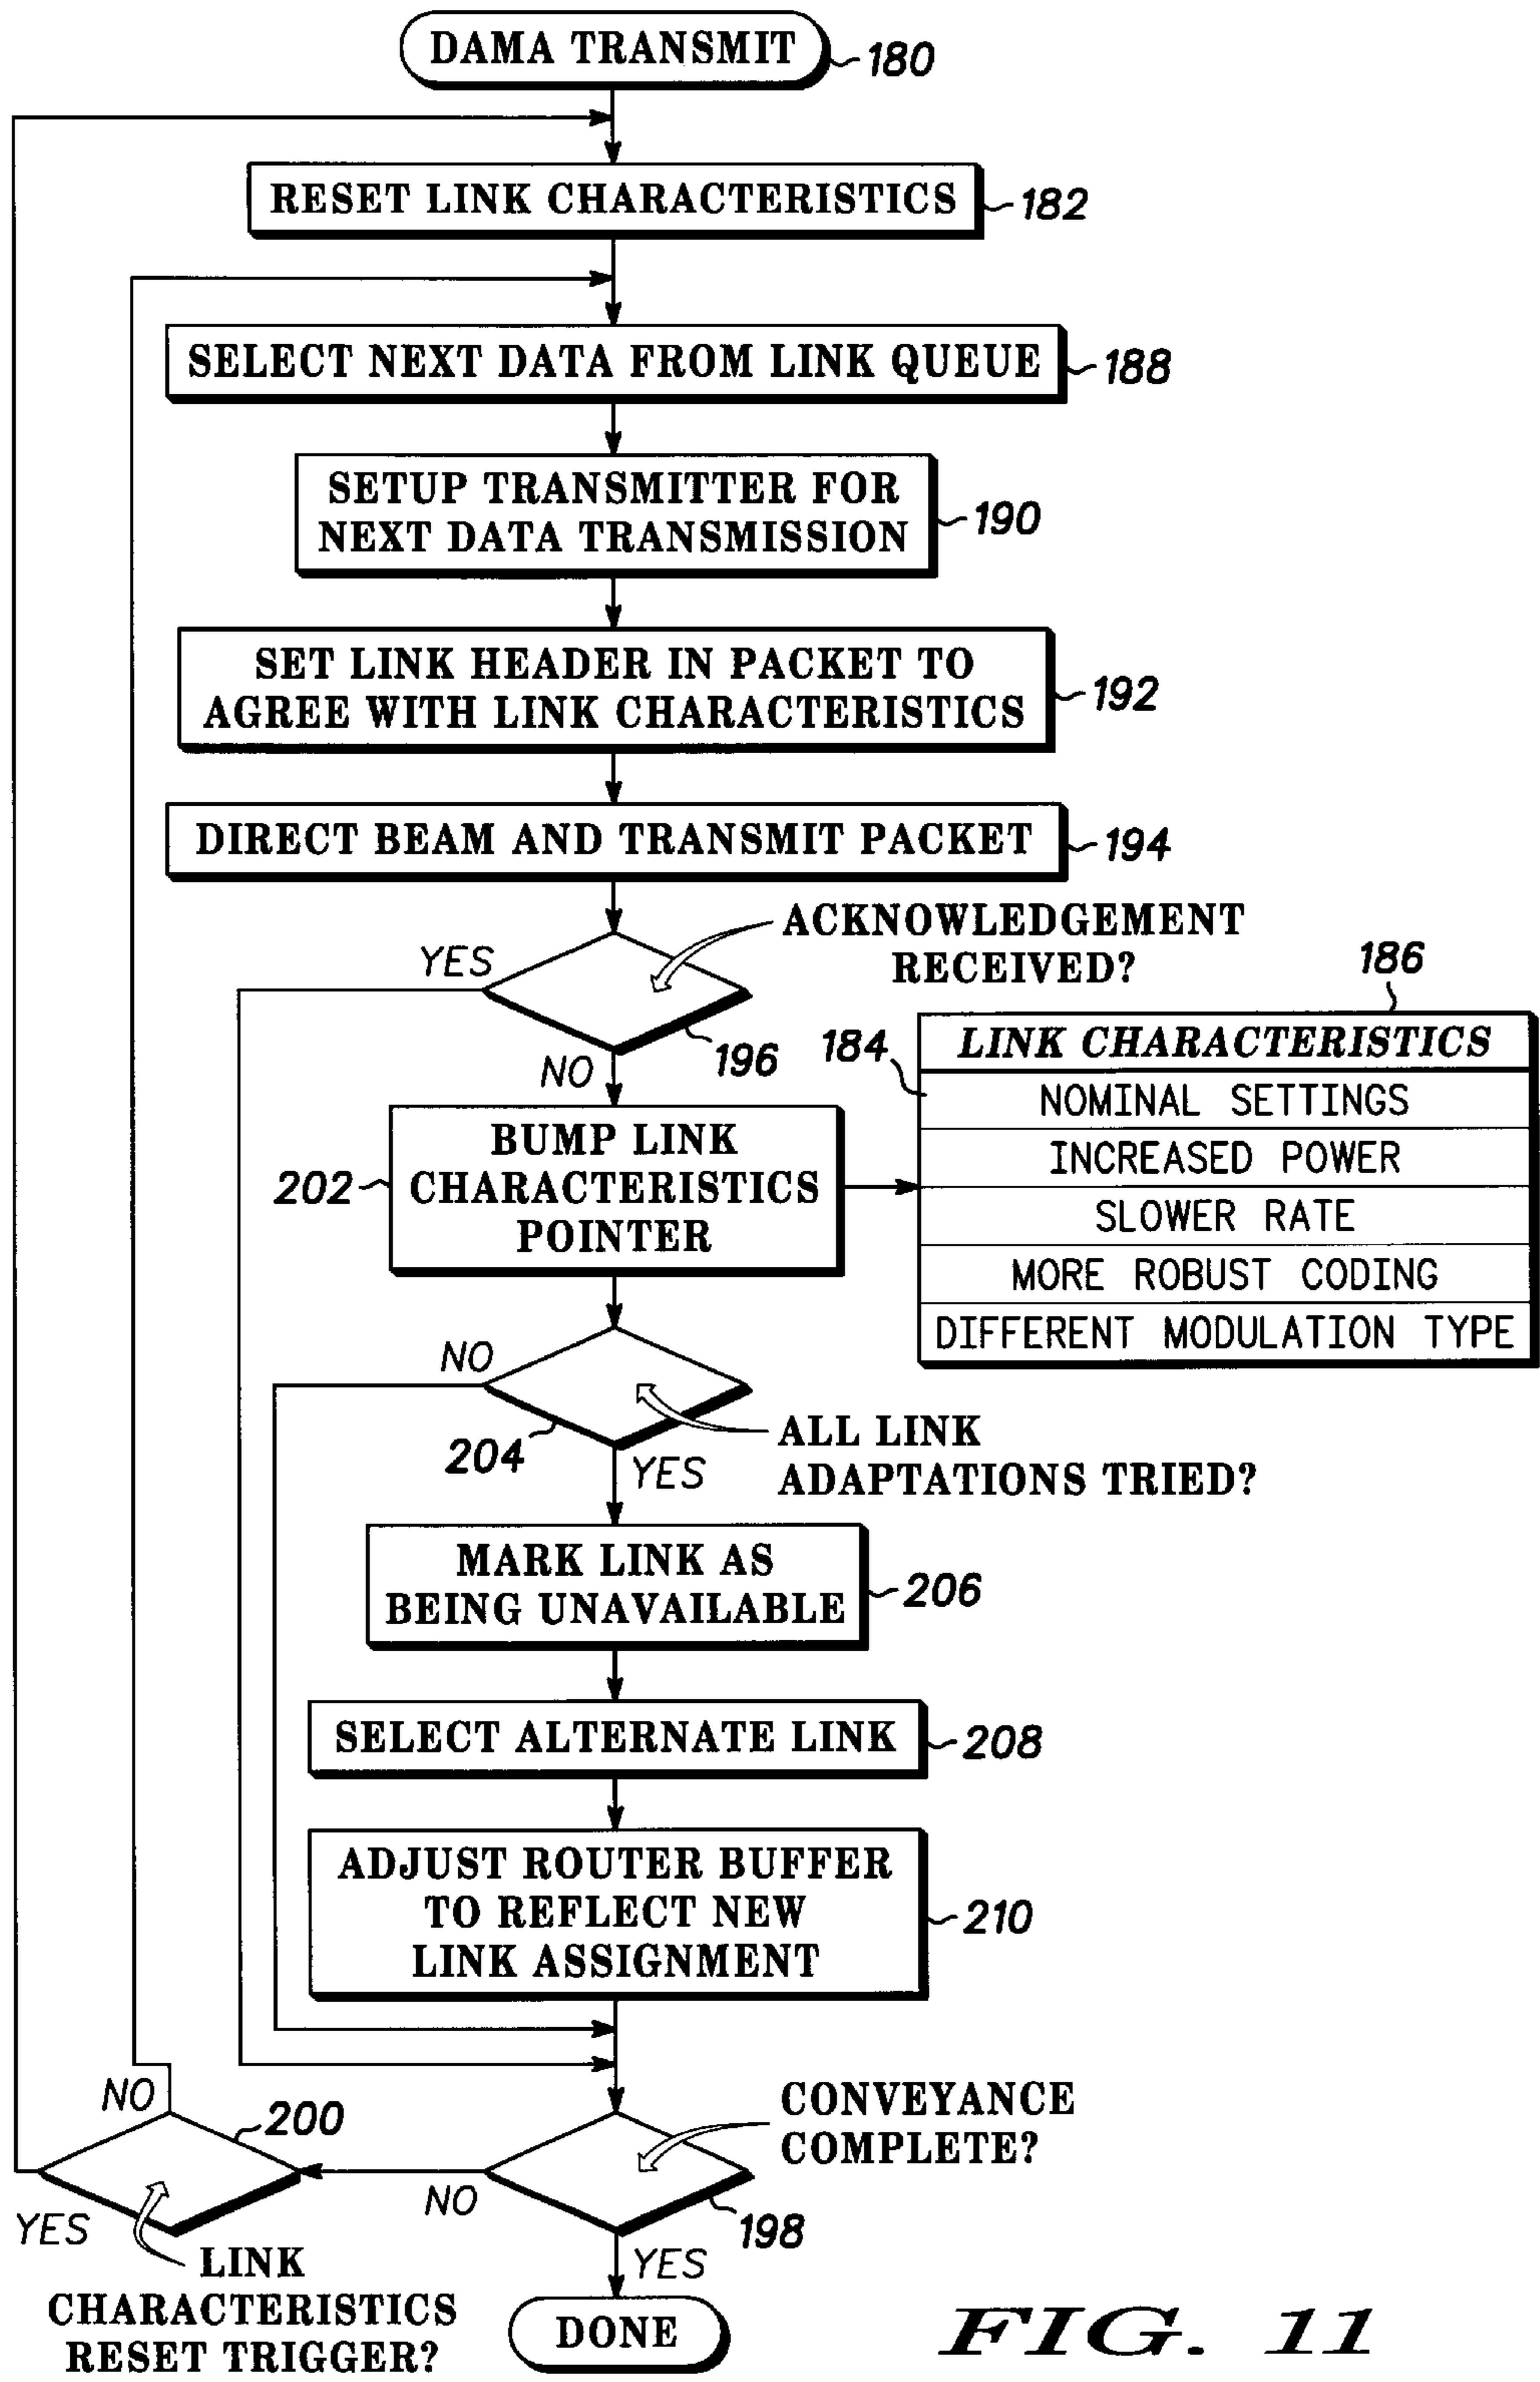 DAMA TRANSMIT
180
RESET LINK CHARACTERISTICS
182
SELECT NEXT DATA FROM LINK QUEUE
188
SETUP TRANSMITTER FOR
NEXT DATA TRANSMISSION
190
SET LINK HEADER IN PACKET TO
AGREE WITH LINK CHARACTERISTICS
192
DIRECT BEAM AND TRANSMIT PACKET
194
ACKNOWLEDGEMENT
RECEIVED?
YES
196
NO
186
184
LINK CHARACTERISTICS
NOMINAL SETTINGS
INCREASED POWER
SLOWER RATE
MORE ROBUST CODING
DIFFERENT MODULATION TYPE
202
BUMP LINK
CHARACTERISTICS
POINTER
NO
204
YES
ALL LINK
ADAPTATIONS TRIED?
MARK LINK AS
BEING UNAVAILABLE
206
SELECT ALTERNATE LINK
208
ADJUST ROUTER BUFFER
TO REFLECT NEW
LINK ASSIGNMENT
210
CONVEYANCE
COMPLETE?
NO
200
NO
198
YES
YES
LINK
CHARACTERISTICS
RESET TRIGGER?
DONE
FIG. 11